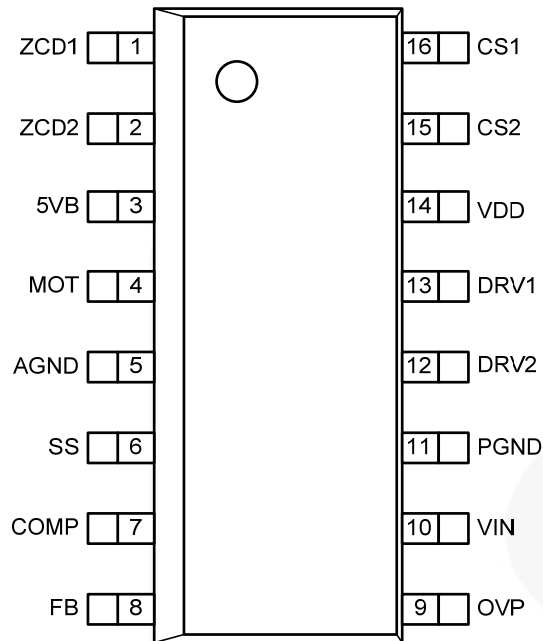 ZCD1 1 16 CS1
ZCD2 2 15 CS2
5VB 3 14 VDD
MOT 4 13 DRV1
AGND 5 12 DRV2
SS 6 11 PGND
COMP 7 10 VIN
FB 8 9 OVP